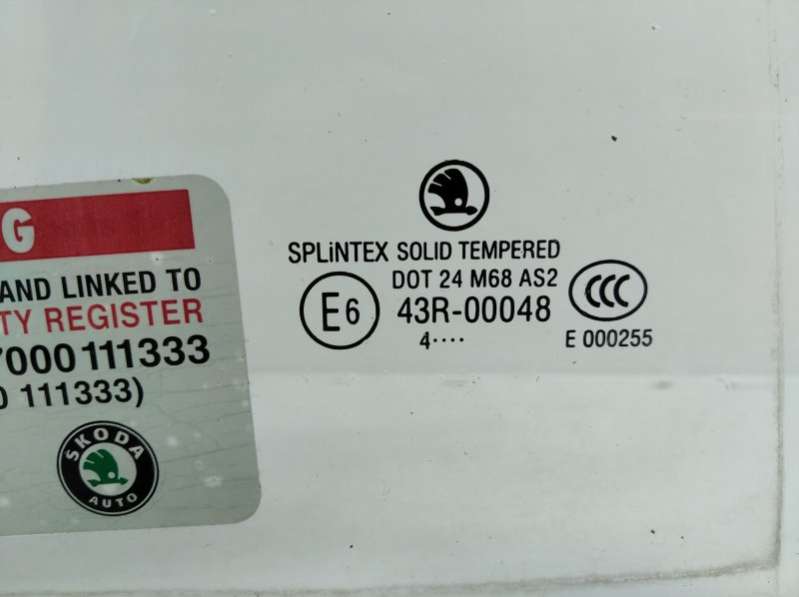 G
AND LINKED TO
TY REGISTER
7000 111333
0 111333)
SKODA
AUTO
SPLiNTEX SOLID TEMPERED
DOT 24 M68 AS2
E6
43R-00048
4····
CCC
E 000255